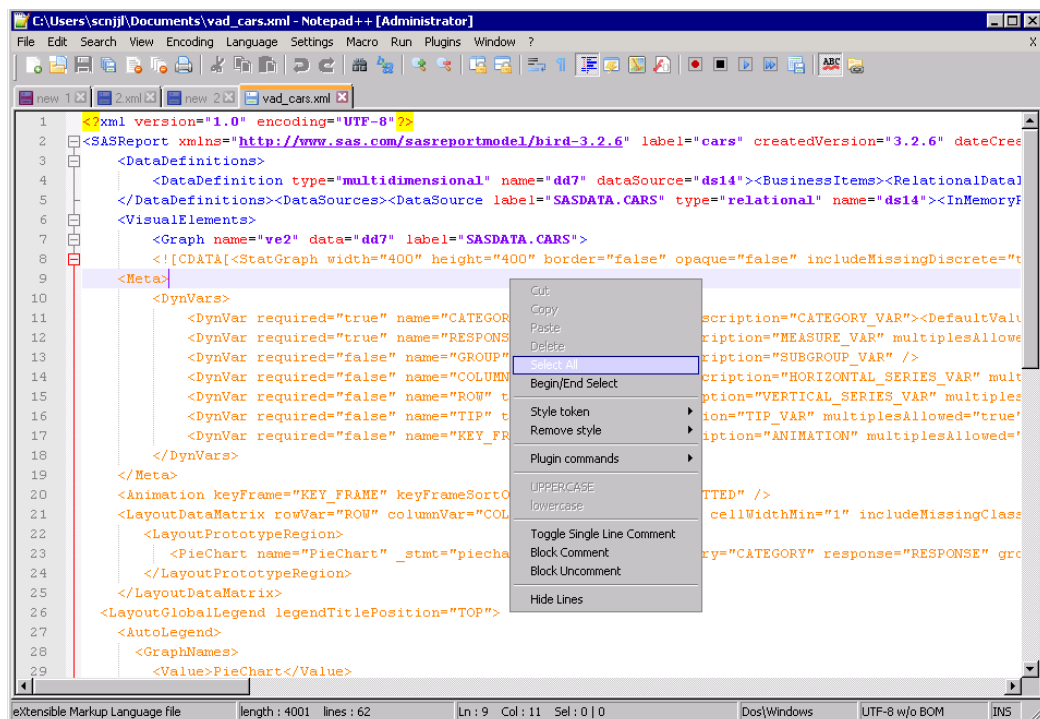 C:\Users\scnjjl\Documents\vad_cars.xml - Notepad++ [Administrator]
File Edit Search View Encoding Language Settings Macro Run Plugins Window ? X
ABC
new 1 2.xml new 2 vad_cars.xml
1 <?xml version="1.0" encoding="UTF-8"?>
2 <SASReport xmlns="http://www.sas.com/sasreportmodel/bird-3.2.6" label="cars" createdVersion="3.2.6" dateCrea
3 <DataDefinitions>
4 <DataDefinition type="multidimensional" name="dd7" dataSource="ds14"><BusinessItems><RelationalData
5 </DataDefinitions><DataSources><DataSource label="SASDATA.CARS" type="relational" name="ds14"><InMemory
6 <VisualElements>
7 <Graph name="ve2" data="dd7" label="SASDATA.CARS">
8 <![CDATA[<StatGraph width="400" height="400" border="false" opaque="false" includeMissingDiscrete="t
9 <Meta>
10 <DynVars>
11 <DynVar required="true" name="CATEGOR scription="CATEGORY_VAR"><DefaultValu
12 <DynVar required="true" name="RESPONS ription="MEASURE_VAR" multiplesAllowe
13 <DynVar required="false" name="GROUP" ription="SUBGROUP_VAR" />
14 <DynVar required="false" name="COLUMN cription="HORIZONTAL_SERIES_VAR" mult
15 <DynVar required="false" name="ROW" t ption="VERTICAL_SERIES_VAR" multiples
16 <DynVar required="false" name="TIP" t ion="TIP_VAR" multiplesAllowed="true"
17 <DynVar required="false" name="KEY_FR iption="ANIMATION" multiplesAllowed="
18 </DynVars>
19 </Meta>
20 <Animation keyFrame="KEY_FRAME" keyFrameSortO TTED" />
21 <LayoutDataMatrix rowVar="ROW" columnVar="COL cellWidthMin="1" includeMissingClass
22 <LayoutPrototypeRegion>
23 <PieChart name="PieChart" _stmt="piecha ry="CATEGORY" response="RESPONSE" gro
24 </LayoutPrototypeRegion>
25 </LayoutDataMatrix>
26 <LayoutGlobalLegend legendTitlePosition="TOP">
27 <AutoLegend>
28 <GraphNames>
29 <Value>PieChart</Value>
Cut
Copy
Paste
Delete
Select All
Begin/End Select
Style token
Remove style
Plugin commands
UPPERCASE
lowercase
Toggle Single Line Comment
Block Comment
Block Uncomment
Hide Lines
eXtensible Markup Language file length : 4001 lines : 62 Ln : 9 Col : 11 Sel : 0 | 0 Dos\Windows UTF-8 w/o BOM INS